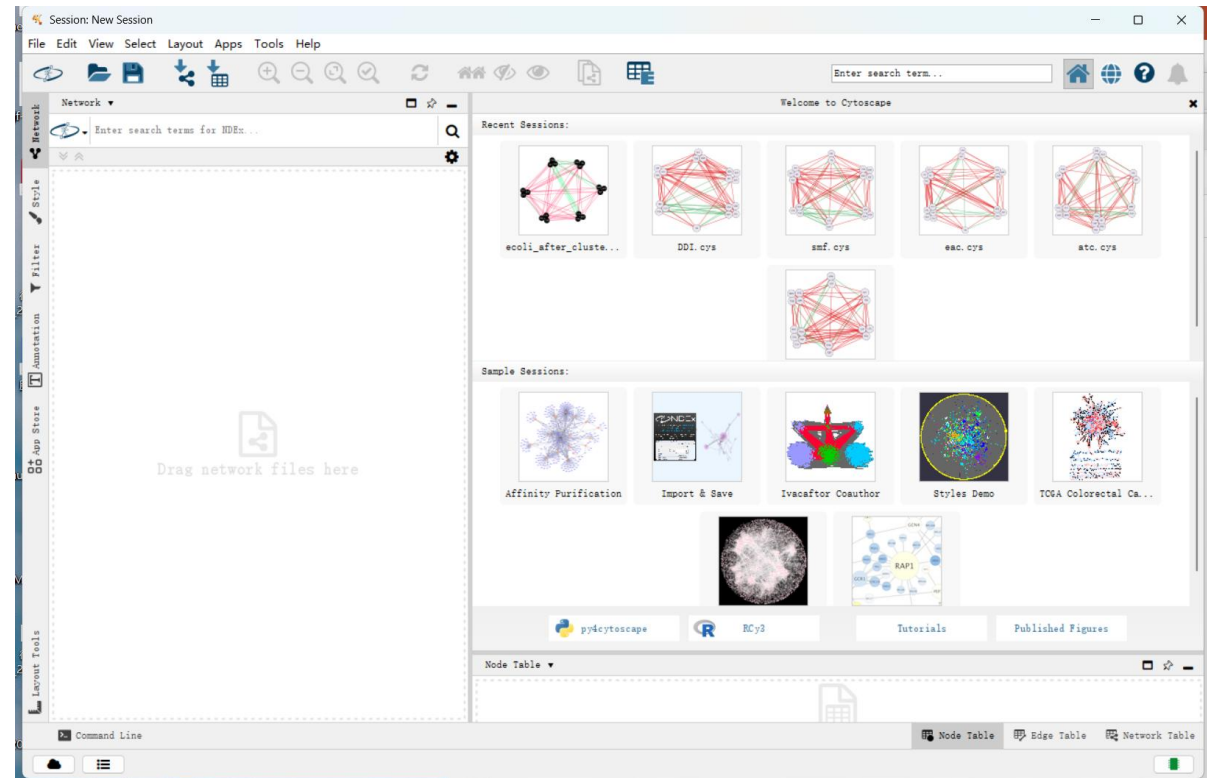 Session: New Session
File Edit View Select Layout Apps Tools Help
Enter search term...
Network
Style
Filter
Annotation
App Store
Layout Tools
Network
Enter search terms for NDEx...
Drag network files here
Welcome to Cytoscape
Recent Sessions:
ecoli_after_cluste... DDI.cys smf.cys eac.cys atc.cys
Sample Sessions:
NDEx
Affinity Purification Import & Save Ivacaftor Coauthor Styles Demo TCGA Colorectal Ca...
RAP1
py4cytoscape RCy3 Tutorials Published Figures
Node Table
Command Line
Node Table Edge Table Network Table